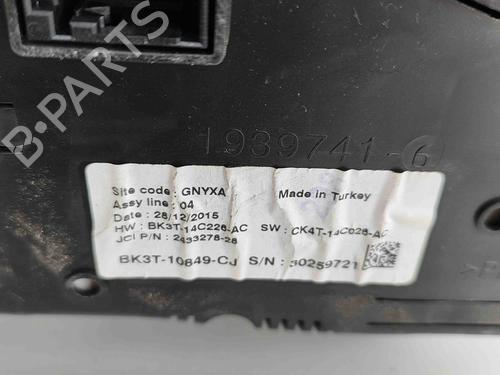 B-PARTS
1939741-6
Site code : GNYXA
Made in Turkey
Assy line : 04
Date : 28/12/2015
HW : BK3T-14C226-AC SW : CK4T-14C026-AC
JCI P/N : 2433278-28
BK3T-10849-CJ S/N : 30259721